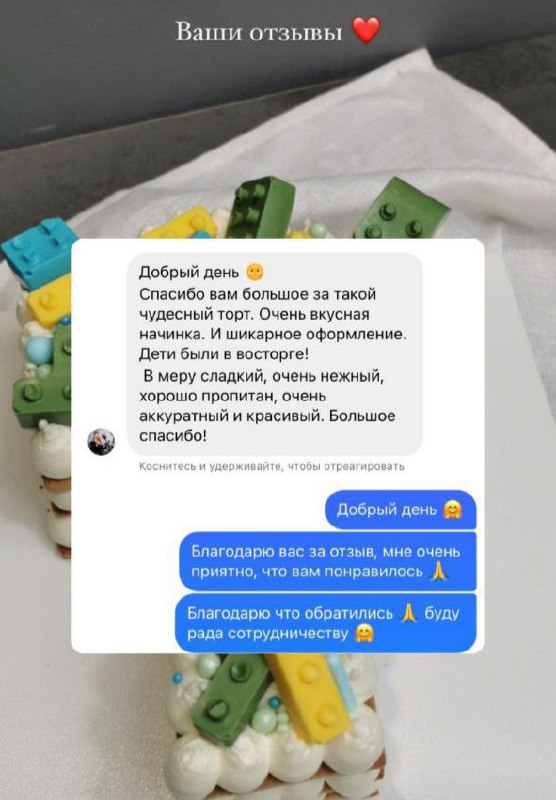 Ваши отзывы ❤️
Добрый день 🙂
Спасибо вам большое за такой
чудесный торт. Очень вкусная
начинка. И шикарное оформление.
Дети были в восторге!
В меру сладкий, очень нежный,
хорошо пропитан, очень
аккуратный и красивый. Большое
спасибо!
Коснитесь и удерживайте, чтобы отреагировать
Добрый день 🤗
Благодарю вас за отзыв, мне очень
приятно, что вам понравилось 🙏
Благодарю что обратились 🙏 буду
рада сотрудничеству 🤗